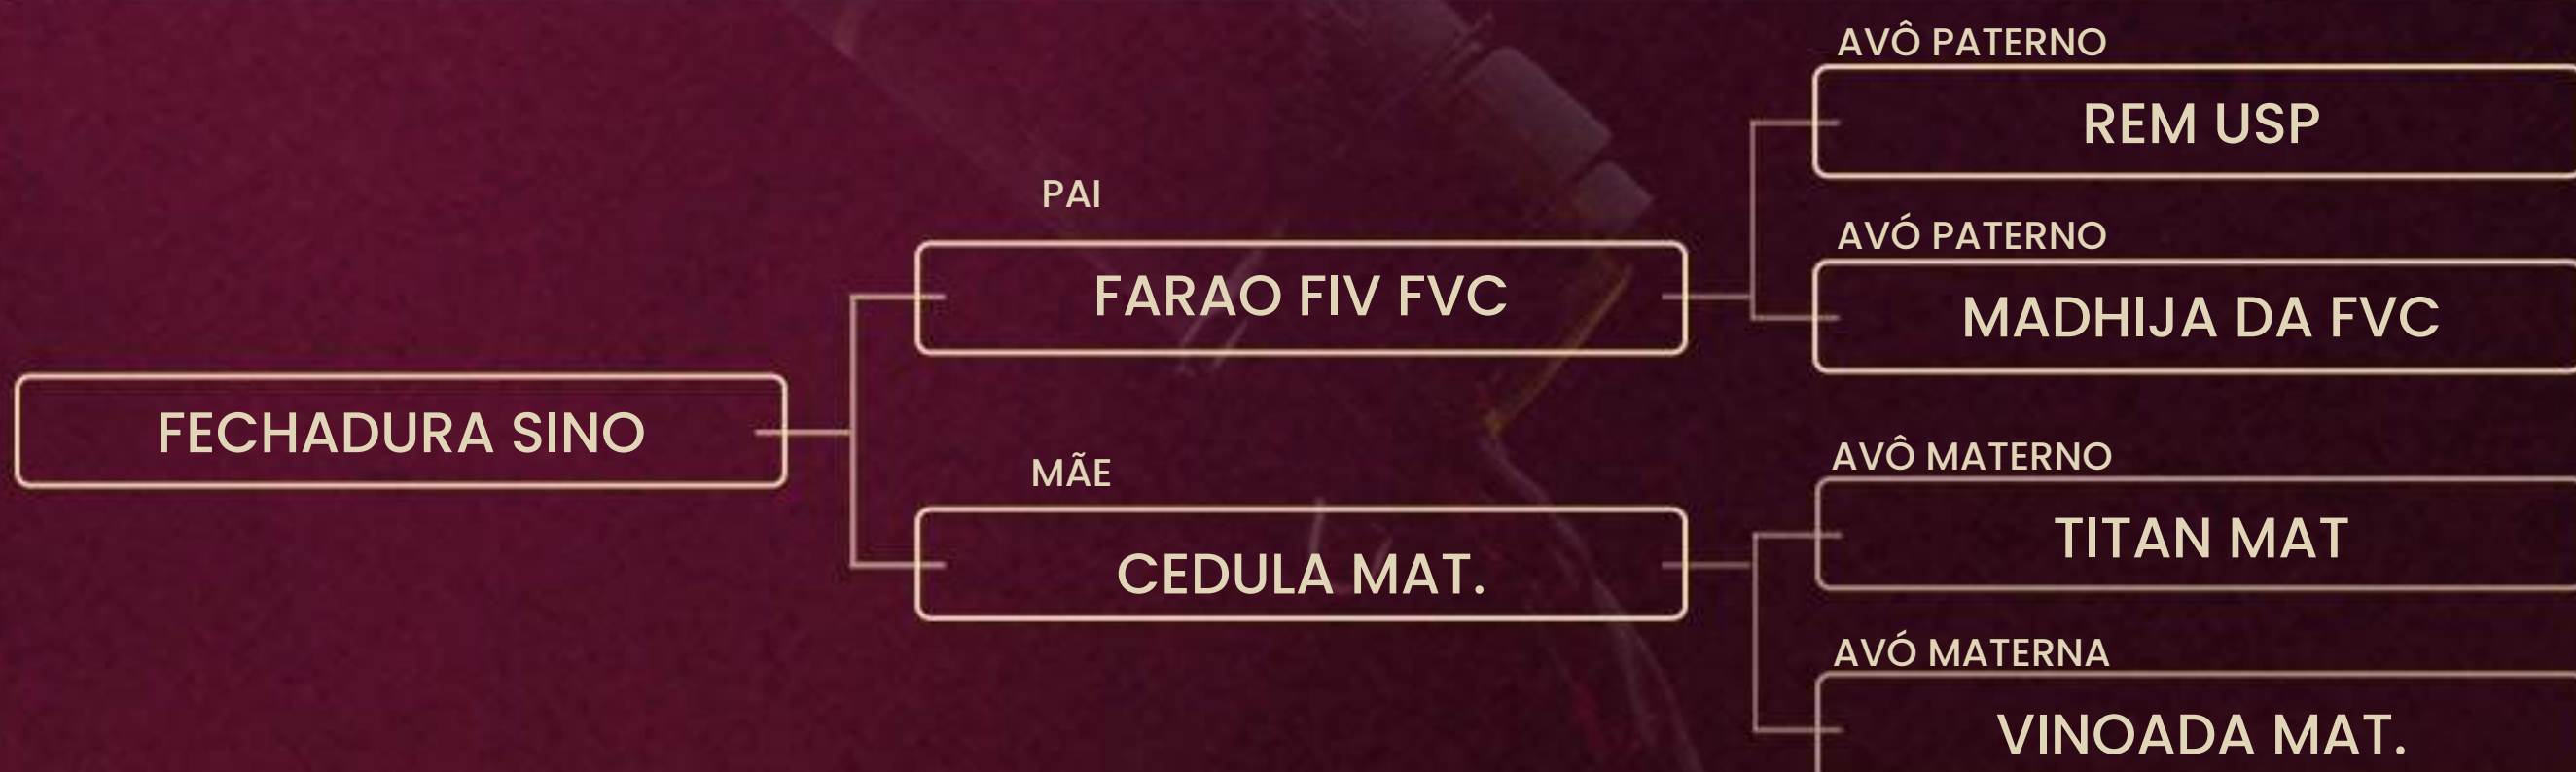 AVÔ PATERNO
REM USP
PAI
AVÓ PATERNO
FARAO FIV FVC
MADHIJA DA FVC
FECHADURA SINO
AVÔ MATERNO
MÃE
TITAN MAT
CEDULA MAT.
AVÓ MATERNA
VINOADA MAT.